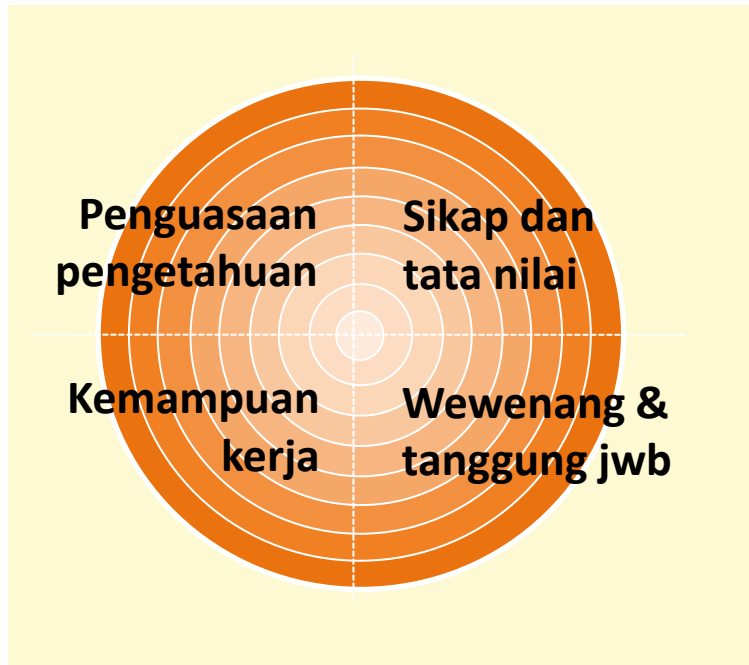 Penguasaan
pengetahuan
Sikap dan
tata nilai
Kemampuan
kerja
Wewenang &
tanggung jwb